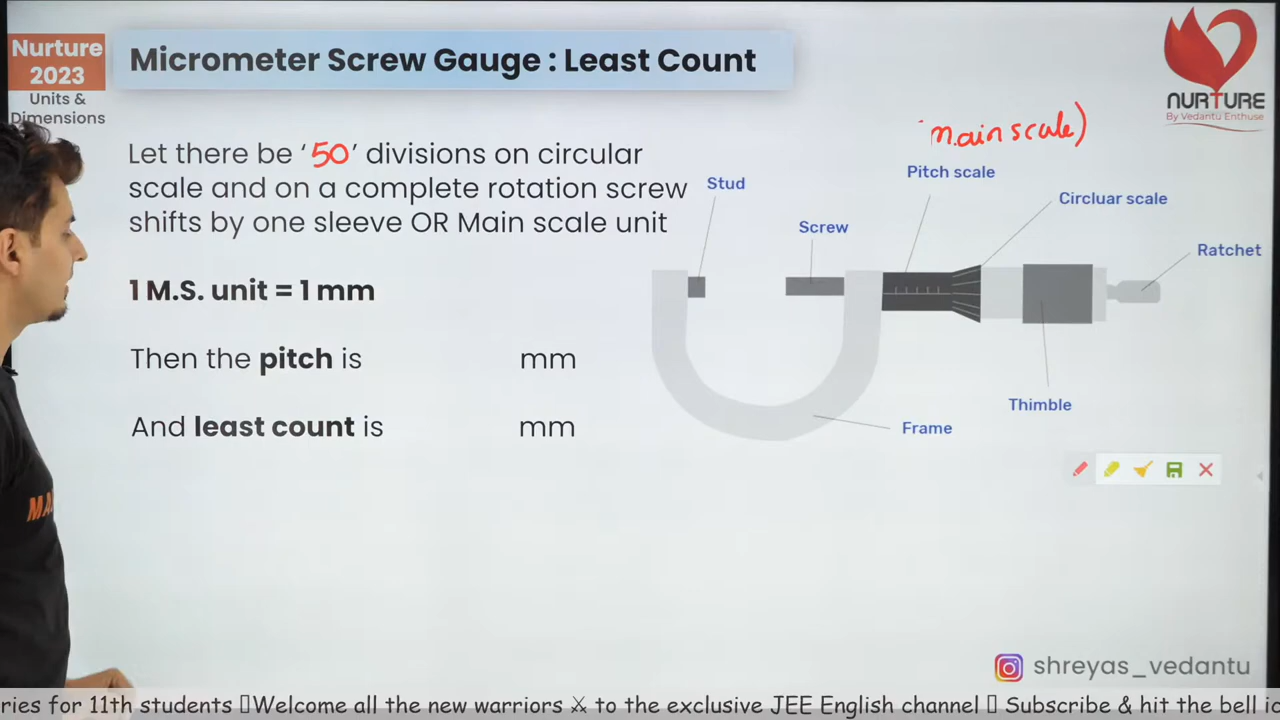 Nurture
2023
Units &
Dimensions
Micrometer Screw Gauge : Least Count
NURTURE
By Vedantu Enthuse
Let there be ‘50’ divisions on circular
scale and on a complete rotation screw
shifts by one sleeve OR Main scale unit
1 M.S. unit = 1 mm
Then the pitch is mm
And least count is mm
main scale)
Pitch scale
Stud
Circluar scale
Screw
Ratchet
Thimble
Frame
shreyas_vedantu
ries for 11th students Welcome all the new warriors ⚔ to the exclusive JEE English channel Subscribe & hit the bell ic